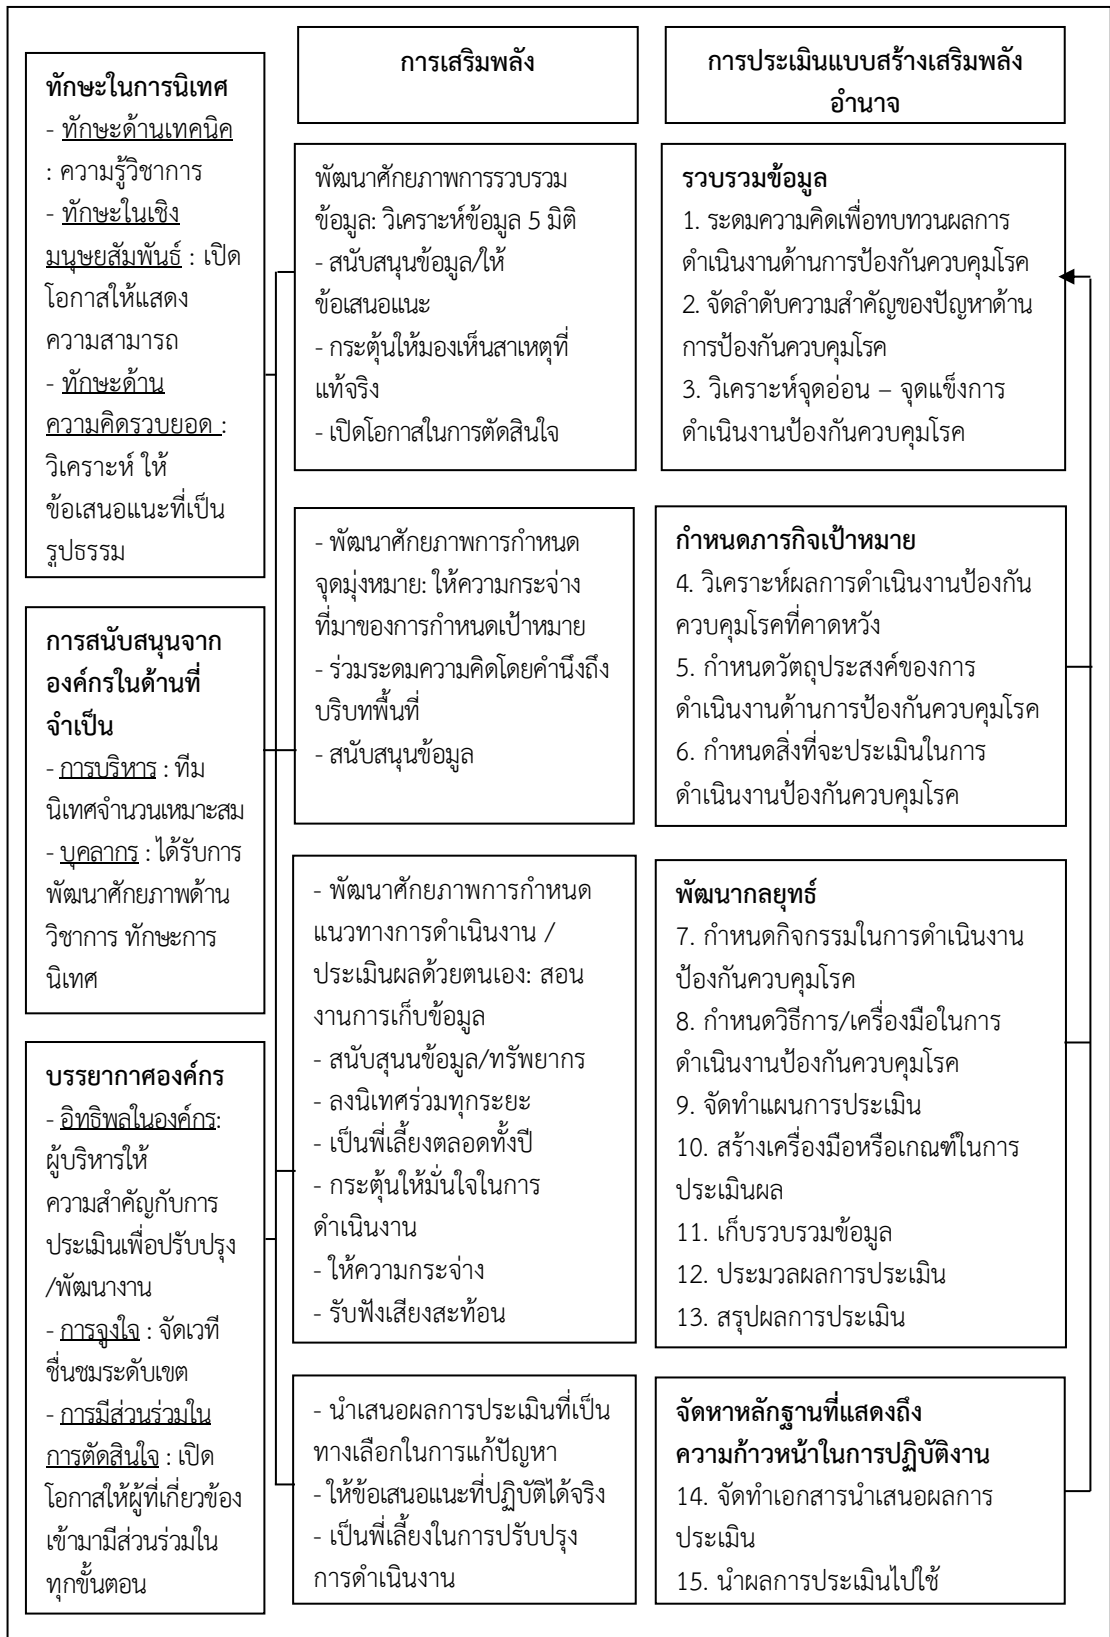 ทักษะในการนิเทศ
- ทักษะด้านเทคนิค
: ความรู้วิชาการ
- ทักษะในเชิง
มนุษยสัมพันธ์ : เปิด
โอกาสให้แสดง
ความสามารถ
- ทักษะด้าน
ความคิดรวบยอด :
วิเคราะห์ ให้
ข้อเสนอแนะที่เป็น
รูปธรรม
การสนับสนุนจาก
องค์กรในด้านที่
จำเป็น
- การบริหาร : ทีม
นิเทศจำนวนเหมาะสม
- บุคลากร : ได้รับการ
พัฒนาศักยภาพด้าน
วิชาการ ทักษะการ
นิเทศ
บรรยากาศองค์กร
- อิทธิพลในองค์กร:
ผู้บริหารให้
ความสำคัญกับการ
ประเมินเพื่อปรับปรุง
/พัฒนางาน
- การจูงใจ : จัดเวที
ชื่นชมระดับเขต
- การมีส่วนร่วมใน
การตัดสินใจ : เปิด
โอกาสให้ผู้ที่เกี่ยวข้อง
เข้ามามีส่วนร่วมใน
ทุกขั้นตอน
การเสริมพลัง
พัฒนาศักยภาพการรวบรวม
ข้อมูล: วิเคราะห์ข้อมูล 5 มิติ
- สนับสนุนข้อมูล/ให้
ข้อเสนอแนะ
- กระตุ้นให้มองเห็นสาเหตุที่
แท้จริง
- เปิดโอกาสในการตัดสินใจ
- พัฒนาศักยภาพการกำหนด
จุดมุ่งหมาย: ให้ความกระจ่าง
ที่มาของการกำหนดเป้าหมาย
- ร่วมระดมความคิดโดยคำนึงถึง
บริบทพื้นที่
- สนับสนุนข้อมูล
- พัฒนาศักยภาพการกำหนด
แนวทางการดำเนินงาน /
ประเมินผลด้วยตนเอง: สอน
งานการเก็บข้อมูล
- สนับสุนนข้อมูล/ทรัพยากร
- ลงนิเทศร่วมทุกระยะ
- เป็นพี่เลี้ยงตลอดทั้งปี
- กระตุ้นให้มั่นใจในการ
ดำเนินงาน
- ให้ความกระจ่าง
- รับฟังเสียงสะท้อน
- นำเสนอผลการประเมินที่เป็น
ทางเลือกในการแก้ปัญหา
- ให้ข้อเสนอแนะที่ปฏิบัติได้จริง
- เป็นพี่เลี้ยงในการปรับปรุง
การดำเนินงาน
การประเมินแบบสร้างเสริมพลัง
อำนาจ
รวบรวมข้อมูล
1. ระดมความคิดเพื่อทบทวนผลการ
ดำเนินงานด้านการป้องกันควบคุมโรค
2. จัดลำดับความสำคัญของปัญหาด้าน
การป้องกันควบคุมโรค
3. วิเคราะห์จุดอ่อน – จุดแข็งการ
ดำเนินงานป้องกันควบคุมโรค
กำหนดภารกิจเป้าหมาย
4. วิเคราะห์ผลการดำเนินงานป้องกัน
ควบคุมโรคที่คาดหวัง
5. กำหนดวัตถุประสงค์ของการ
ดำเนินงานด้านการป้องกันควบคุมโรค
6. กำหนดสิ่งที่จะประเมินในการ
ดำเนินงานป้องกันควบคุมโรค
พัฒนากลยุทธ์
7. กำหนดกิจกรรมในการดำเนินงาน
ป้องกันควบคุมโรค
8. กำหนดวิธีการ/เครื่องมือในการ
ดำเนินงานป้องกันควบคุมโรค
9. จัดทำแผนการประเมิน
10. สร้างเครื่องมือหรือเกณฑ์ในการ
ประเมินผล
11. เก็บรวบรวมข้อมูล
12. ประมวลผลการประเมิน
13. สรุปผลการประเมิน
จัดหาหลักฐานที่แสดงถึง
ความก้าวหน้าในการปฏิบัติงาน
14. จัดทำเอกสารนำเสนอผลการ
ประเมิน
15. นำผลการประเมินไปใช้